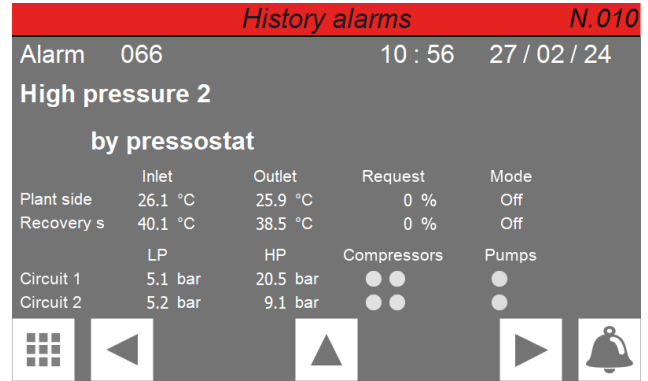 History alarms N.010
Alarm 066 10 : 56 27 / 02 / 24
High pressure 2
by pressostat
Inlet Outlet Request Mode
Plant side 26.1 °C 25.9 °C 0 % Off
Recovery s 40.1 °C 38.5 °C 0 % Off
LP HP Compressors Pumps
Circuit 1 5.1 bar 20.5 bar
Circuit 2 5.2 bar 9.1 bar